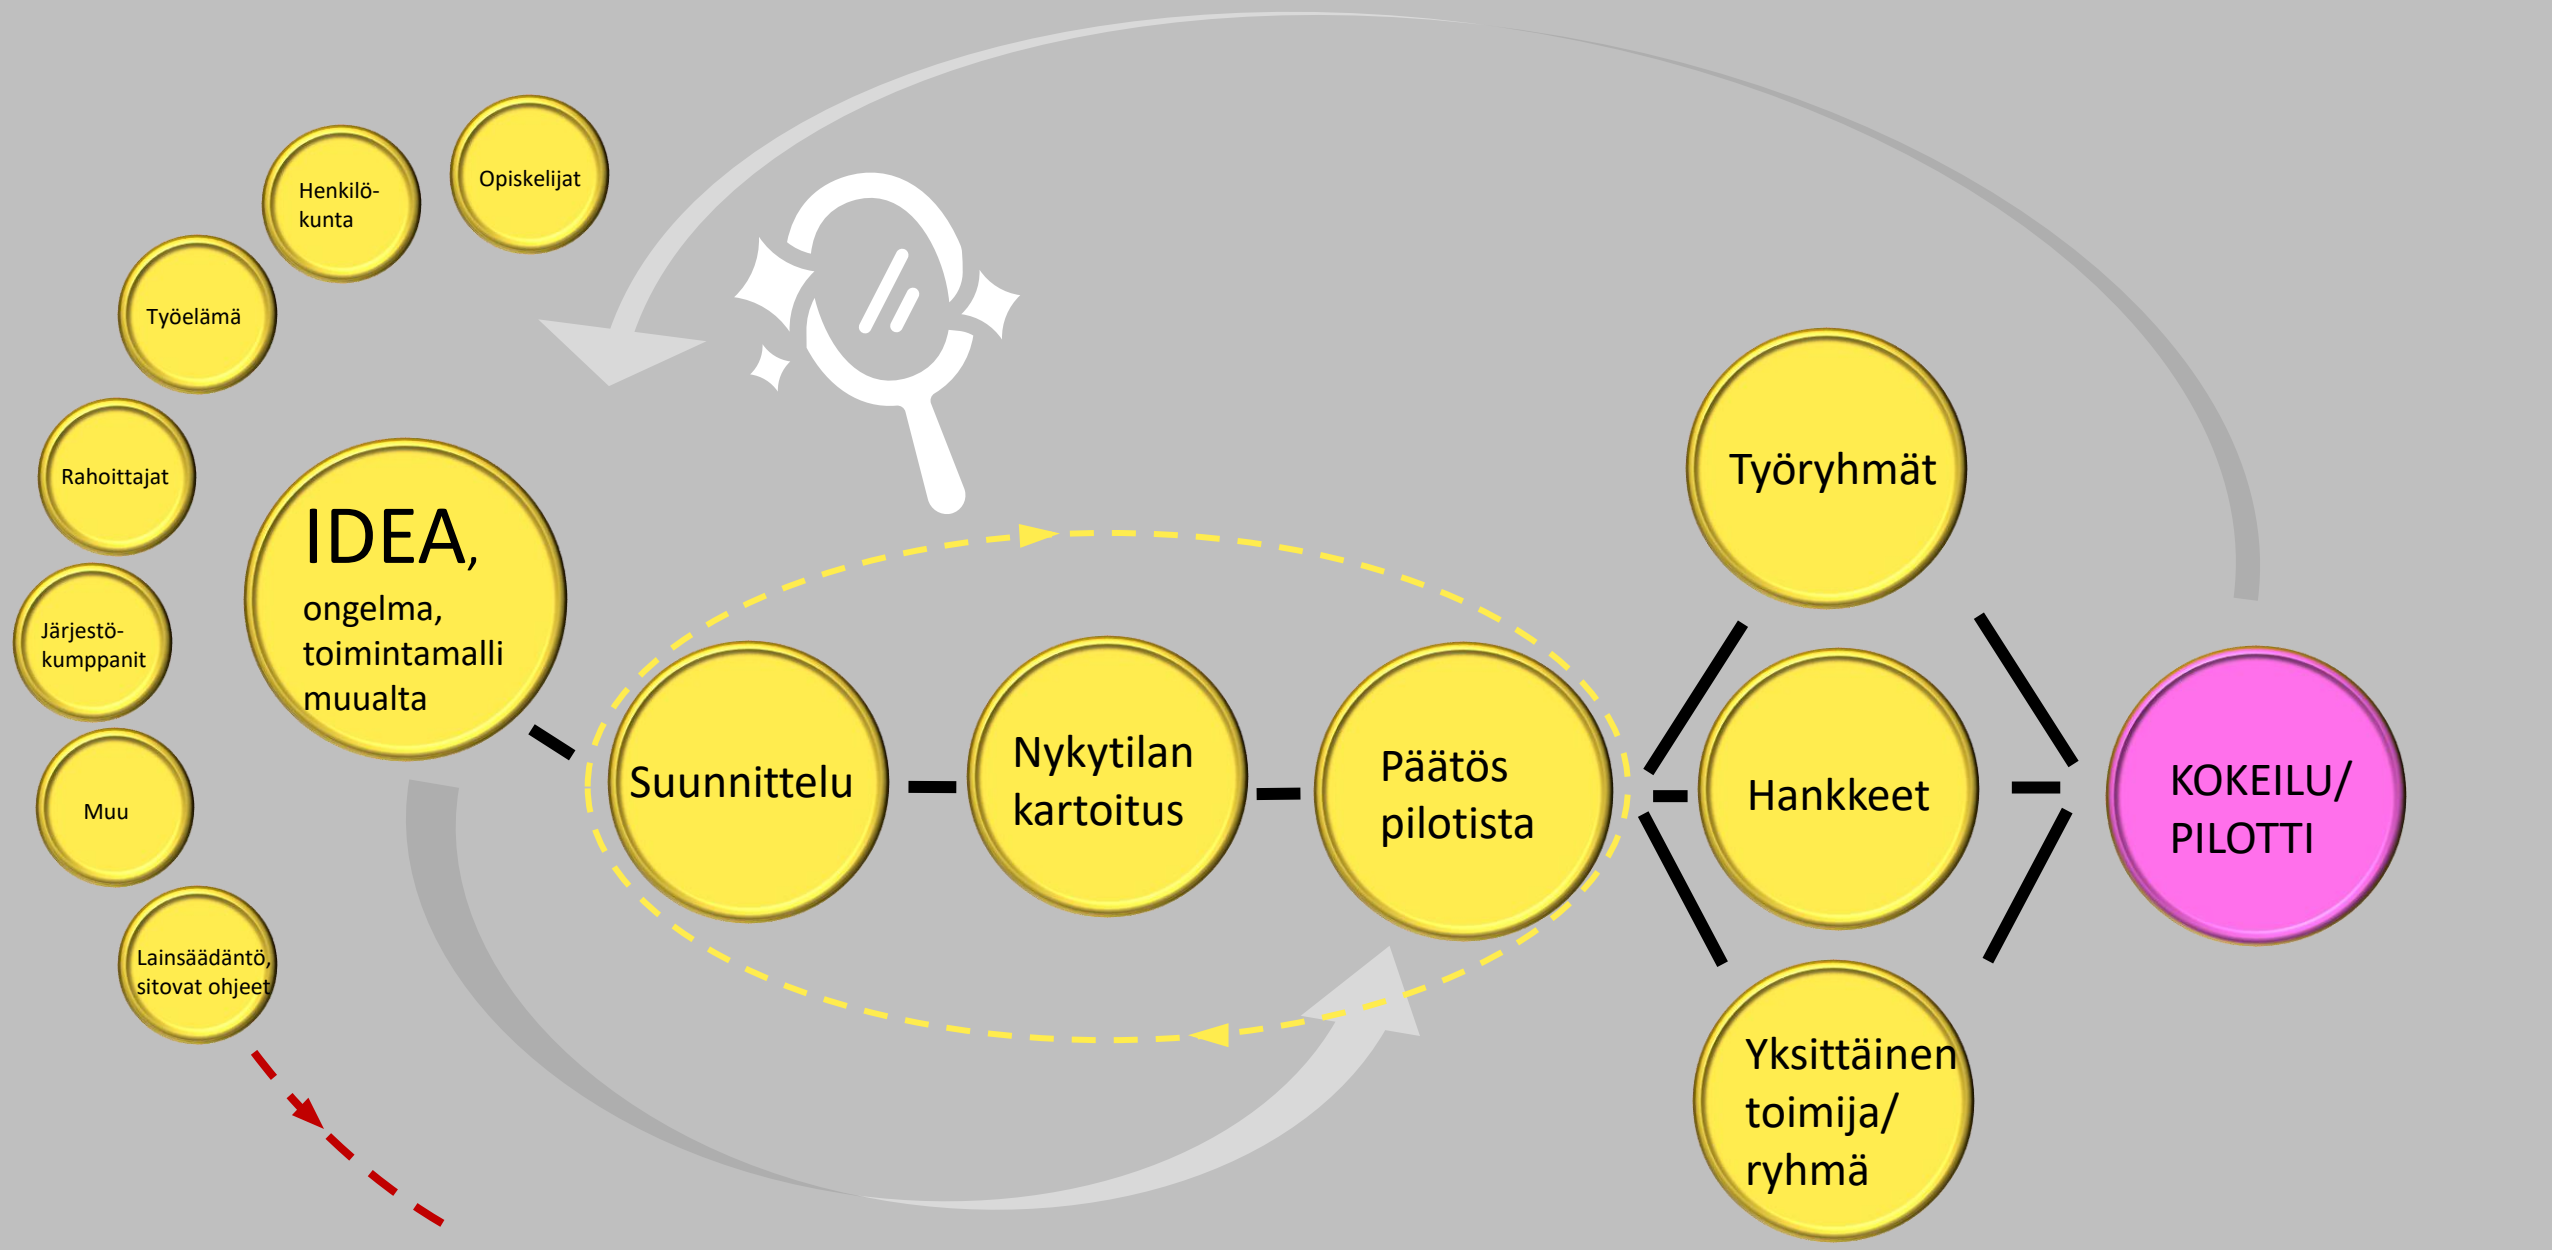 Opiskelijat
Henkilö-
kunta
Työelämä
Rahoittajat
Järjestö-
kumppanit
Muu
Lainsäädäntö,
sitovat ohjeet
IDEA,
ongelma,
toimintamalli
muualta
Suunnittelu
Nykytilan
kartoitus
Päätös
pilotista
Työryhmät
Hankkeet
Yksittäinen
toimija/
ryhmä
KOKEILU/
PILOTTI